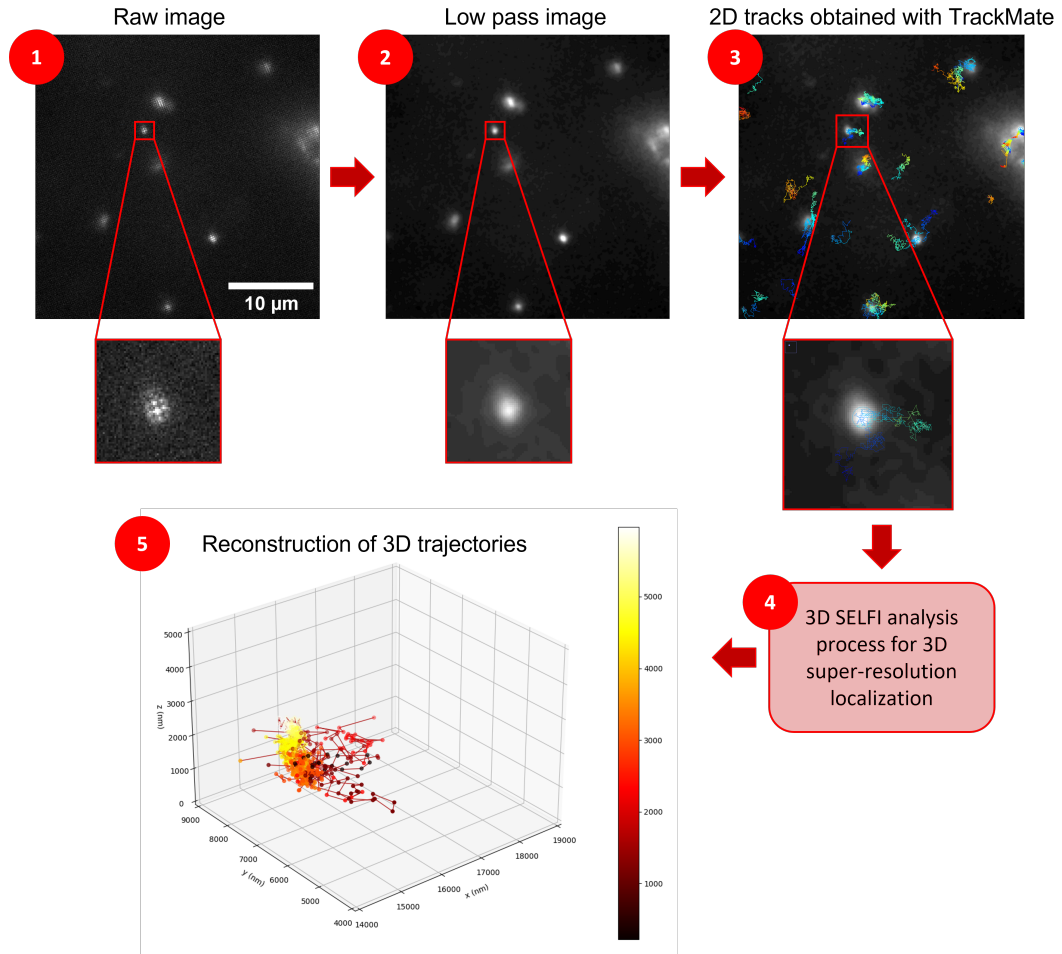 Raw image
Low pass image
2D tracks obtained with TrackMate
1
2
3
10 µm
4
3D SELFI analysis
process for 3D
super-resolution
localization
5
Reconstruction of 3D trajectories
5000
4000
3000
2000
1000
0
z (nm)
9000
8000
7000
6000
5000
4000
y (nm)
14000
15000
16000
17000
18000
19000
x (nm)
5000
4000
3000
2000
1000